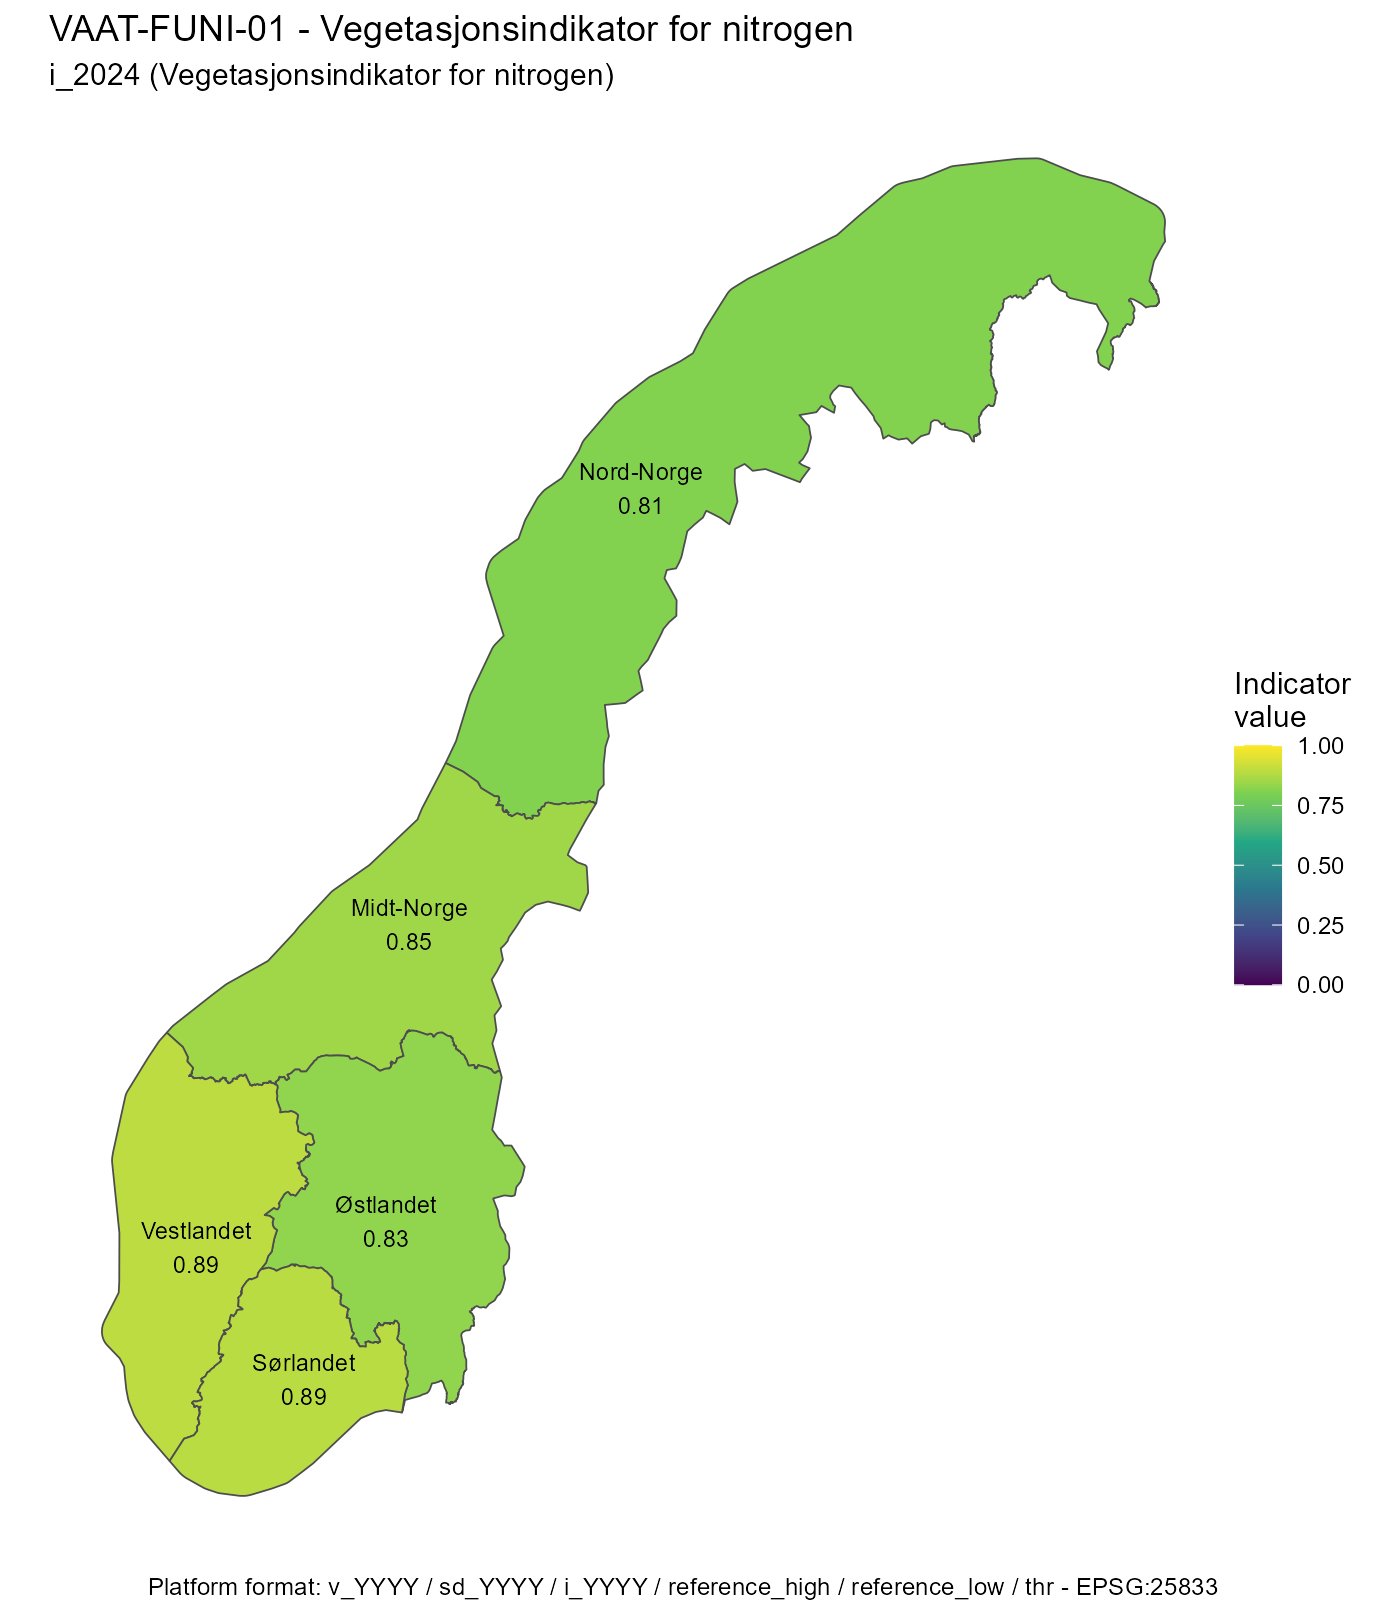 VAAT-FUNI-01 - Vegetasjonsindikator for nitrogen
i_2024 (Vegetasjonsindikator for nitrogen)
Nord-Norge
0.81
Indicator
value
1.00
0.75
0.50
0.25
0.00
Midt-Norge
0.85
Østlandet
0.83
Vestlandet
0.89
Sørlandet
0.89
Platform format: v_YYYY / sd_YYYY / i_YYYY / reference_high / reference_low / thr - EPSG:25833